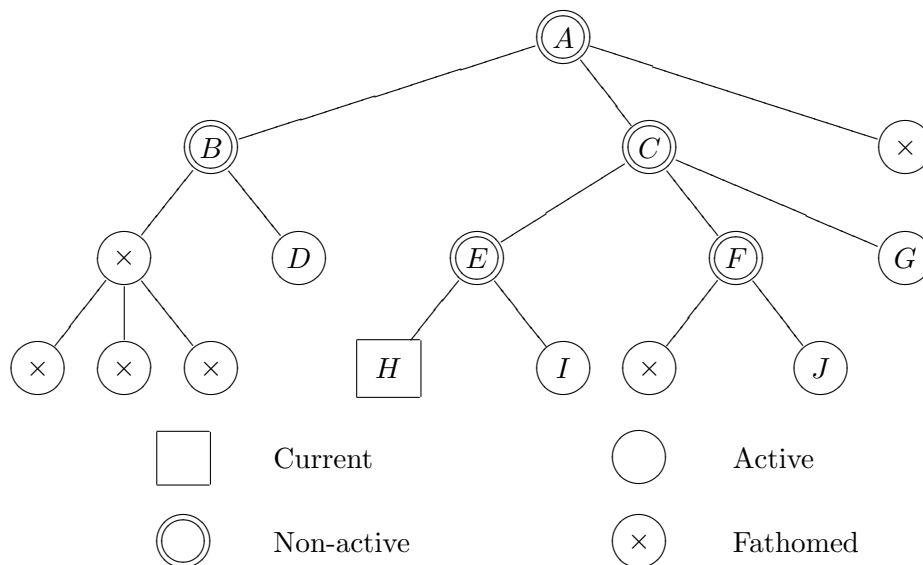 A
B C ×
× D E F G
× × × H I × J
Current Active
Non-active × Fathomed